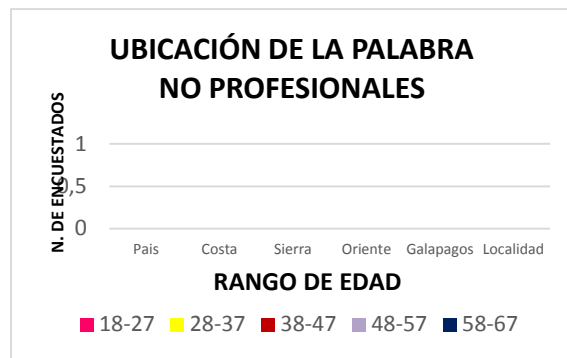 UBICACIÓN DE LA PALABRA
NO PROFESIONALES
N. DE ENCUESTADOS
1
0,5
0
Pais Costa Sierra Oriente Galapagos Localidad
RANGO DE EDAD
18-27 28-37 38-47 48-57 58-67